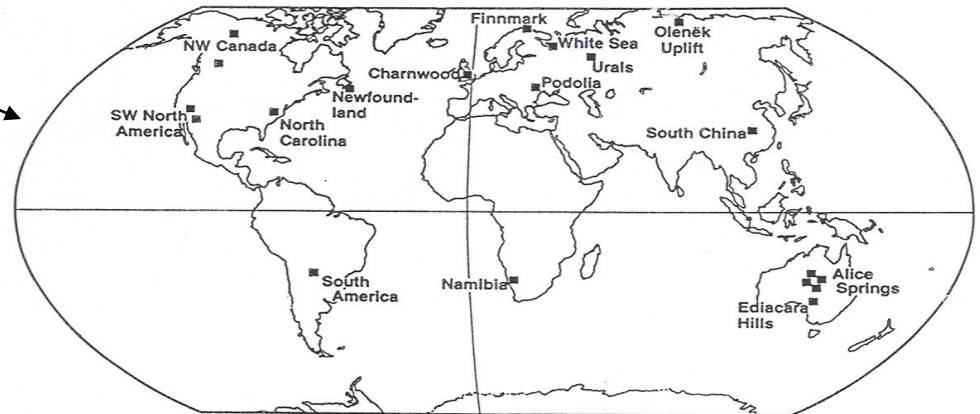 Finnmark
Olenëk
Uplift
NW Canada
White Sea
Urals
Charnwood
Podolia
Newfound-
land
SW North
America
North
Carolina
South China
South
America
Namibia
Alice
Springs
Ediacara
Hills